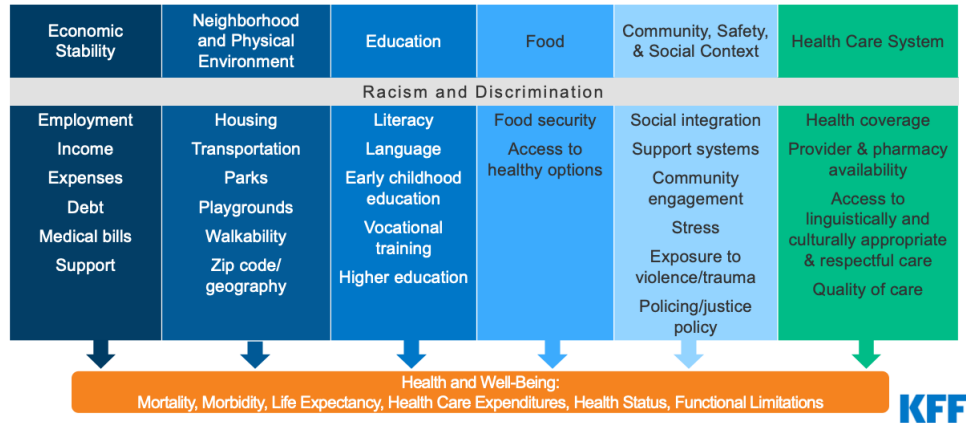 Economic
Stability
Neighborhood
and Physical
Environment
Education
Food
Community, Safety,
& Social Context
Health Care System
Racism and Discrimination
Employment
Income
Expenses
Debt
Medical bills
Support
Housing
Transportation
Parks
Playgrounds
Walkability
Zip code/
geography
Literacy
Language
Early childhood
education
Vocational
training
Higher education
Food security
Access to
healthy options
Social integration
Support systems
Community
engagement
Stress
Exposure to
violence/trauma
Policing/justice
policy
Health coverage
Provider & pharmacy
availability
Access to
linguistically and
culturally appropriate
& respectful care
Quality of care
Health and Well-Being:
Mortality, Morbidity, Life Expectancy, Health Care Expenditures, Health Status, Functional Limitations
KFF